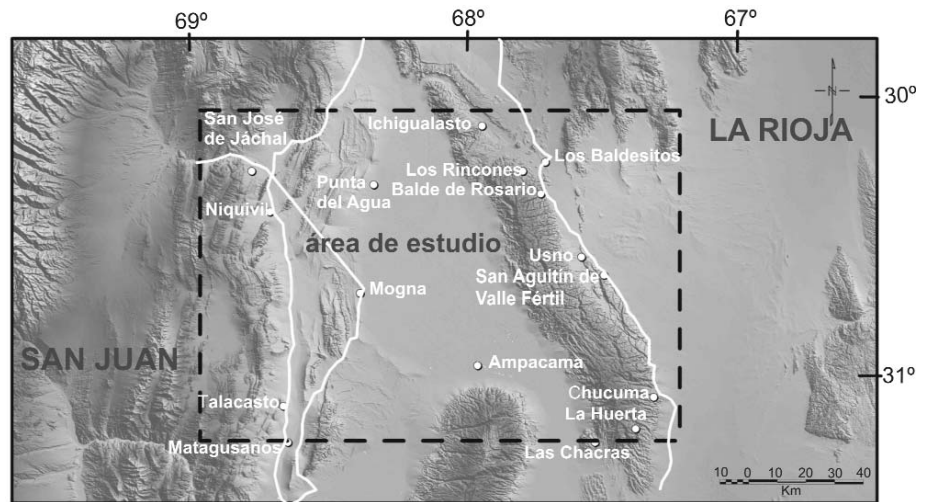 69º
68º
67º
30º
N
LA RIOJA
San José
de Jáchal
Ichigualasto
Los Baldesitos
Los Rincones
Punta
del Agua
Balde de Rosario
Niquivil
área de estudio
Usno
San Aguitín de
Valle Fértil
Mogna
SAN JUAN
Ampacama
31º
Chucuma
Talacasto
La Huerta
Matagusanos
Las Chacras
10 0 10 20 30 40
Km